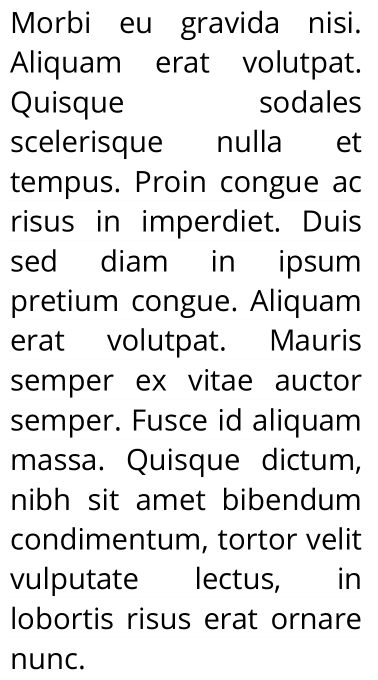 Morbi eu gravida nisi.
Aliquam erat volutpat.
Quisque sodales
scelerisque nulla et
tempus. Proin congue ac
risus in imperdiet. Duis
sed diam in ipsum
pretium congue. Aliquam
erat volutpat. Mauris
semper ex vitae auctor
semper. Fusce id aliquam
massa. Quisque dictum,
nibh sit amet bibendum
condimentum, tortor velit
vulputate lectus, in
lobortis risus erat ornare
nunc.